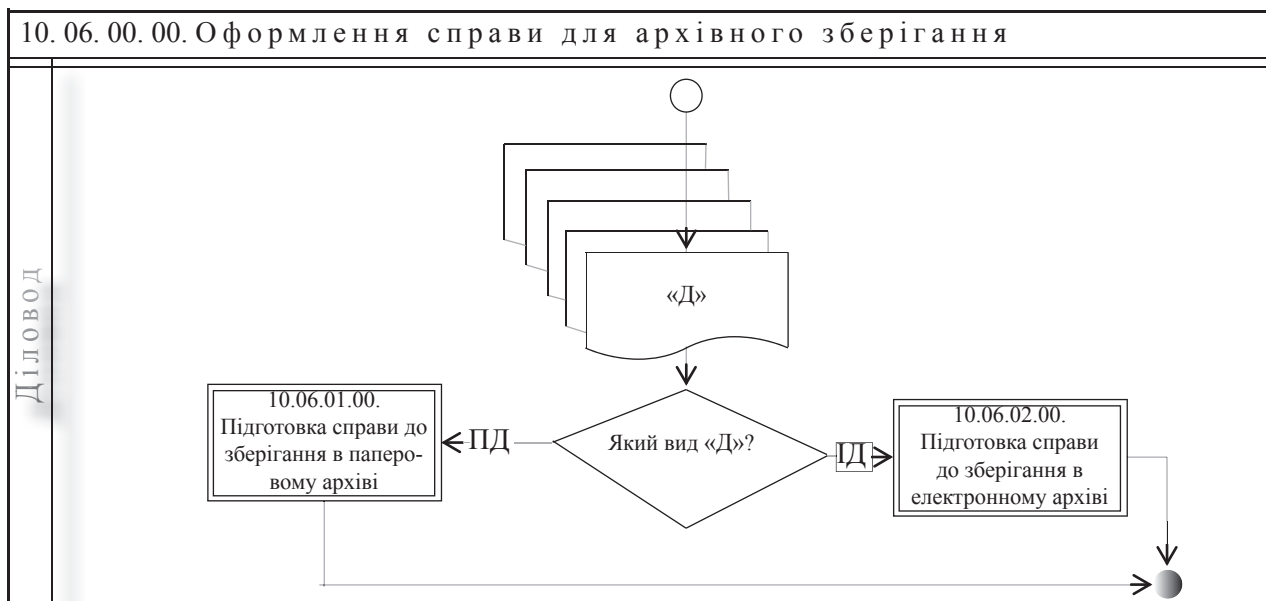 10. 06. 00. 00. Оформлення справи для архівного зберігання
Діловод
«Д»
10.06.01.00.
Підготовка справи до
зберігання в паперо-
вому архіві
ПД
Який вид «Д»?
ІД
10.06.02.00.
Підготовка справи
до зберігання в
електронному архіві